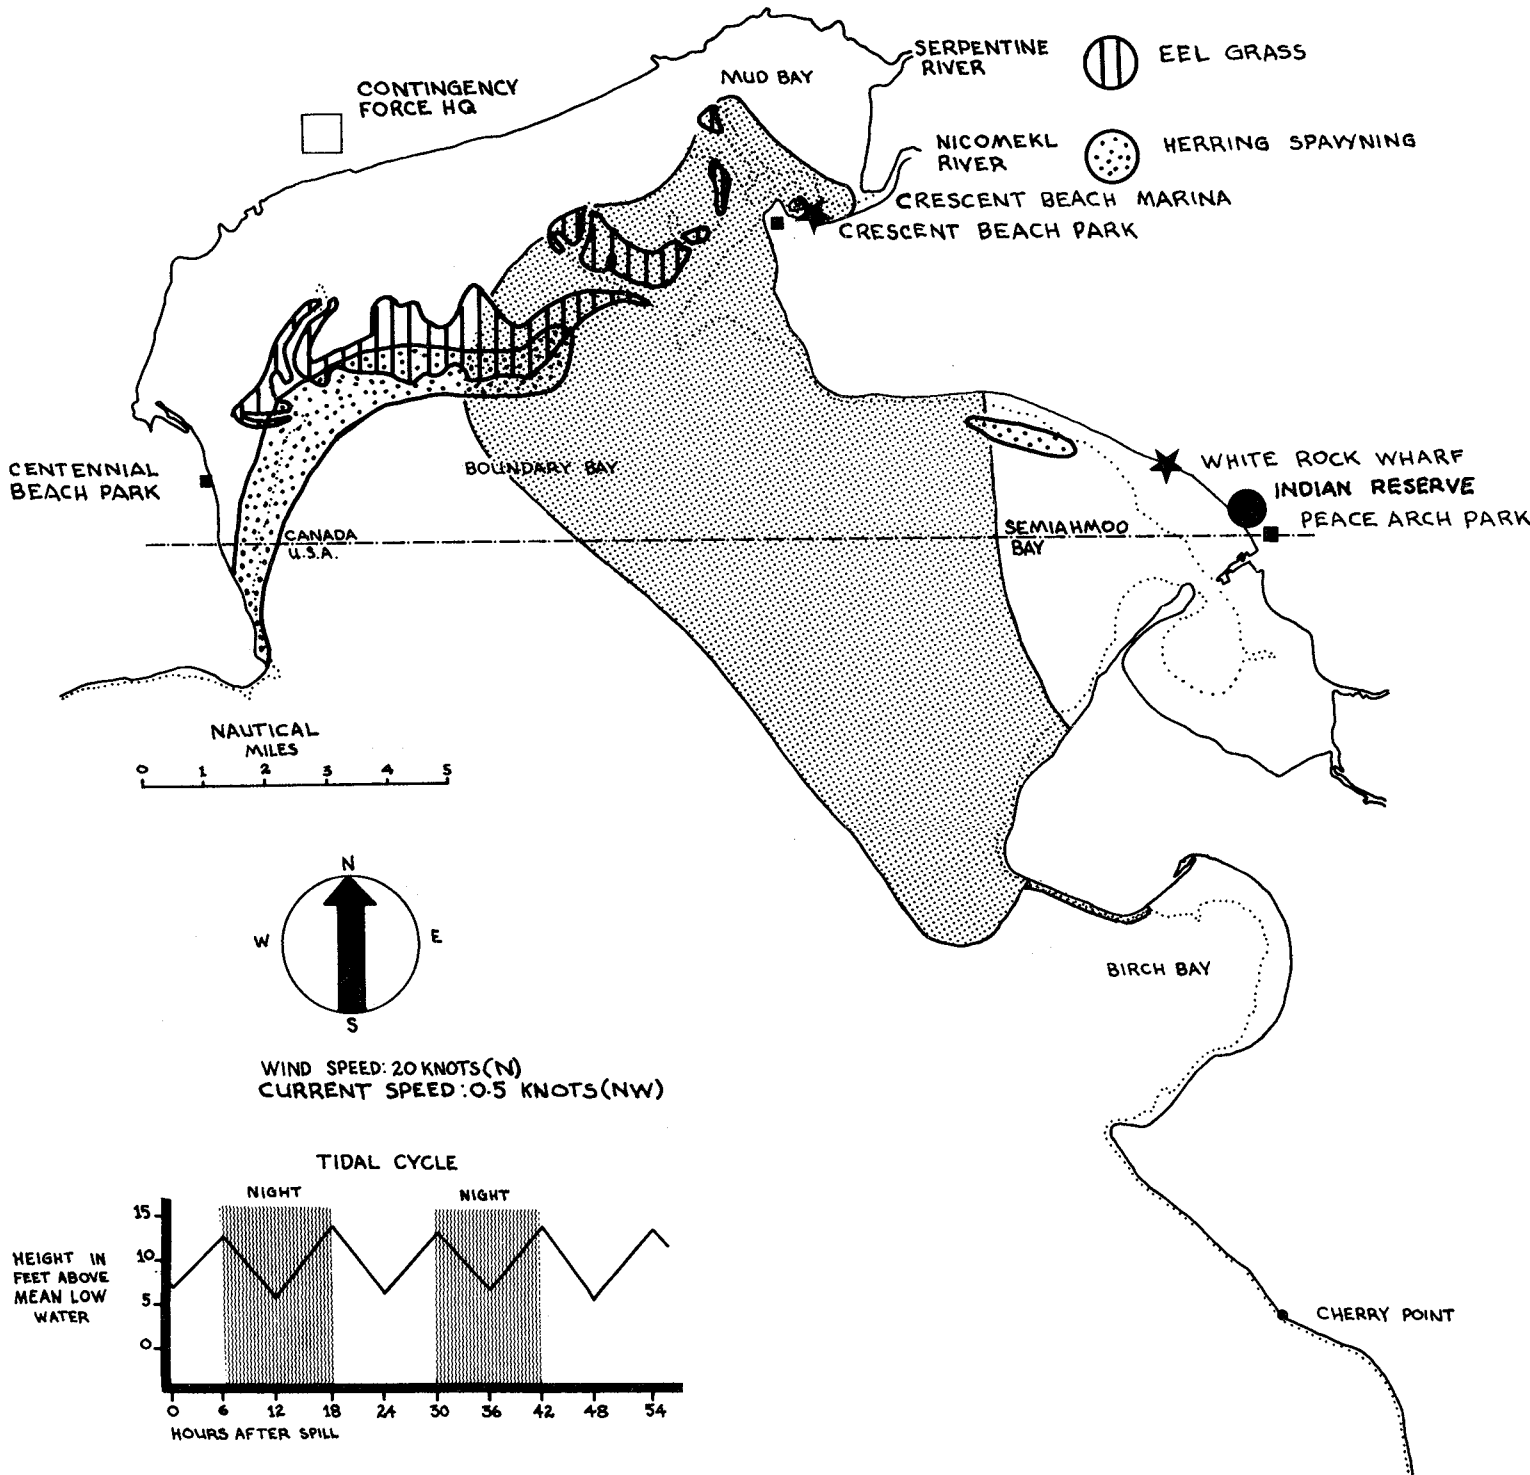 SERPENTINE
RIVER
EEL GRASS
MUD BAY
CONTINGENCY
FORCE HQ
NICOMEKL
RIVER
HERRING SPAWNING
CRESCENT BEACH MARINA
CRESCENT BEACH PARK
CENTENNIAL
BEACH PARK
BOUNDARY BAY
WHITE ROCK WHARF
INDIAN RESERVE
PEACE ARCH PARK
CANADA
U.S.A.
SEMIAHMOO
BAY
NAUTICAL
MILES
0 1 2 3 4 5
N
W E
S
BIRCH BAY
WIND SPEED: 20 KNOTS(N)
CURRENT SPEED: 0.5 KNOTS(NW)
TIDAL CYCLE
NIGHT NIGHT
15
10
5
0
HEIGHT IN
FEET ABOVE
MEAN LOW
WATER
0 6 12 18 24 30 36 42 48 54
HOURS AFTER SPILL
CHERRY POINT